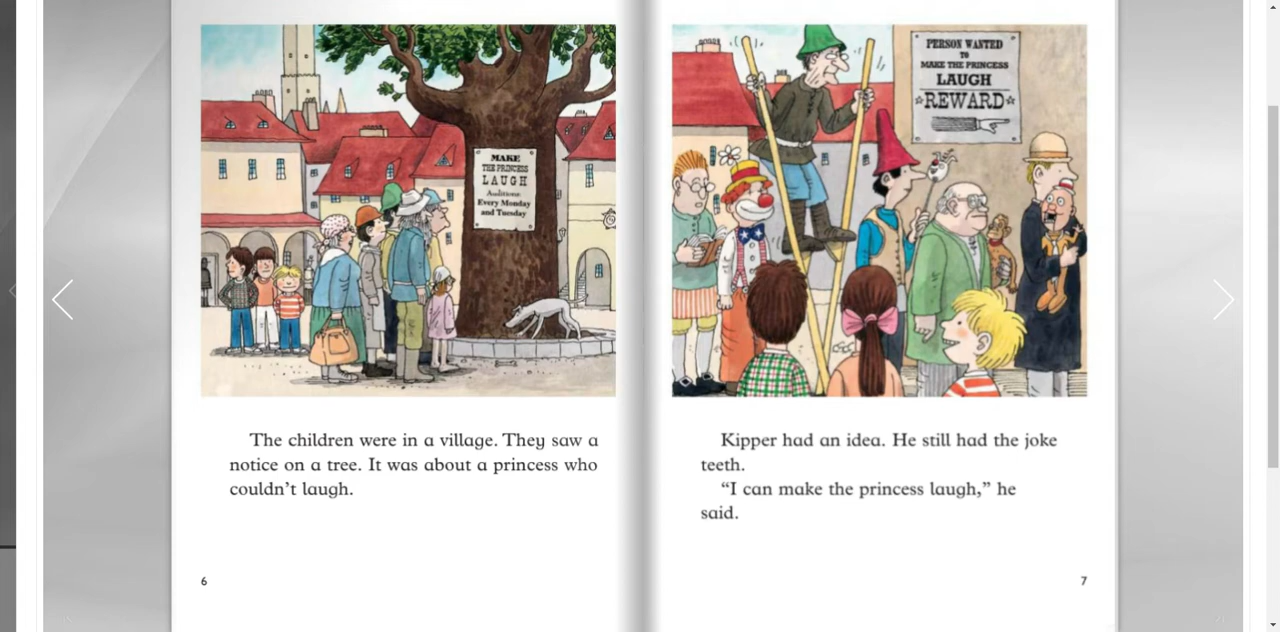 MAKE
THE PRINCESS
LAUGH
Auditions:
Every Monday
and Tuesday
The children were in a village. They saw a
notice on a tree. It was about a princess who
couldn’t laugh.
6
PERSON WANTED
TO
MAKE THE PRINCESS
LAUGH
☆REWARD☆
Kipper had an idea. He still had the joke
teeth.
“I can make the princess laugh,” he
said.
7